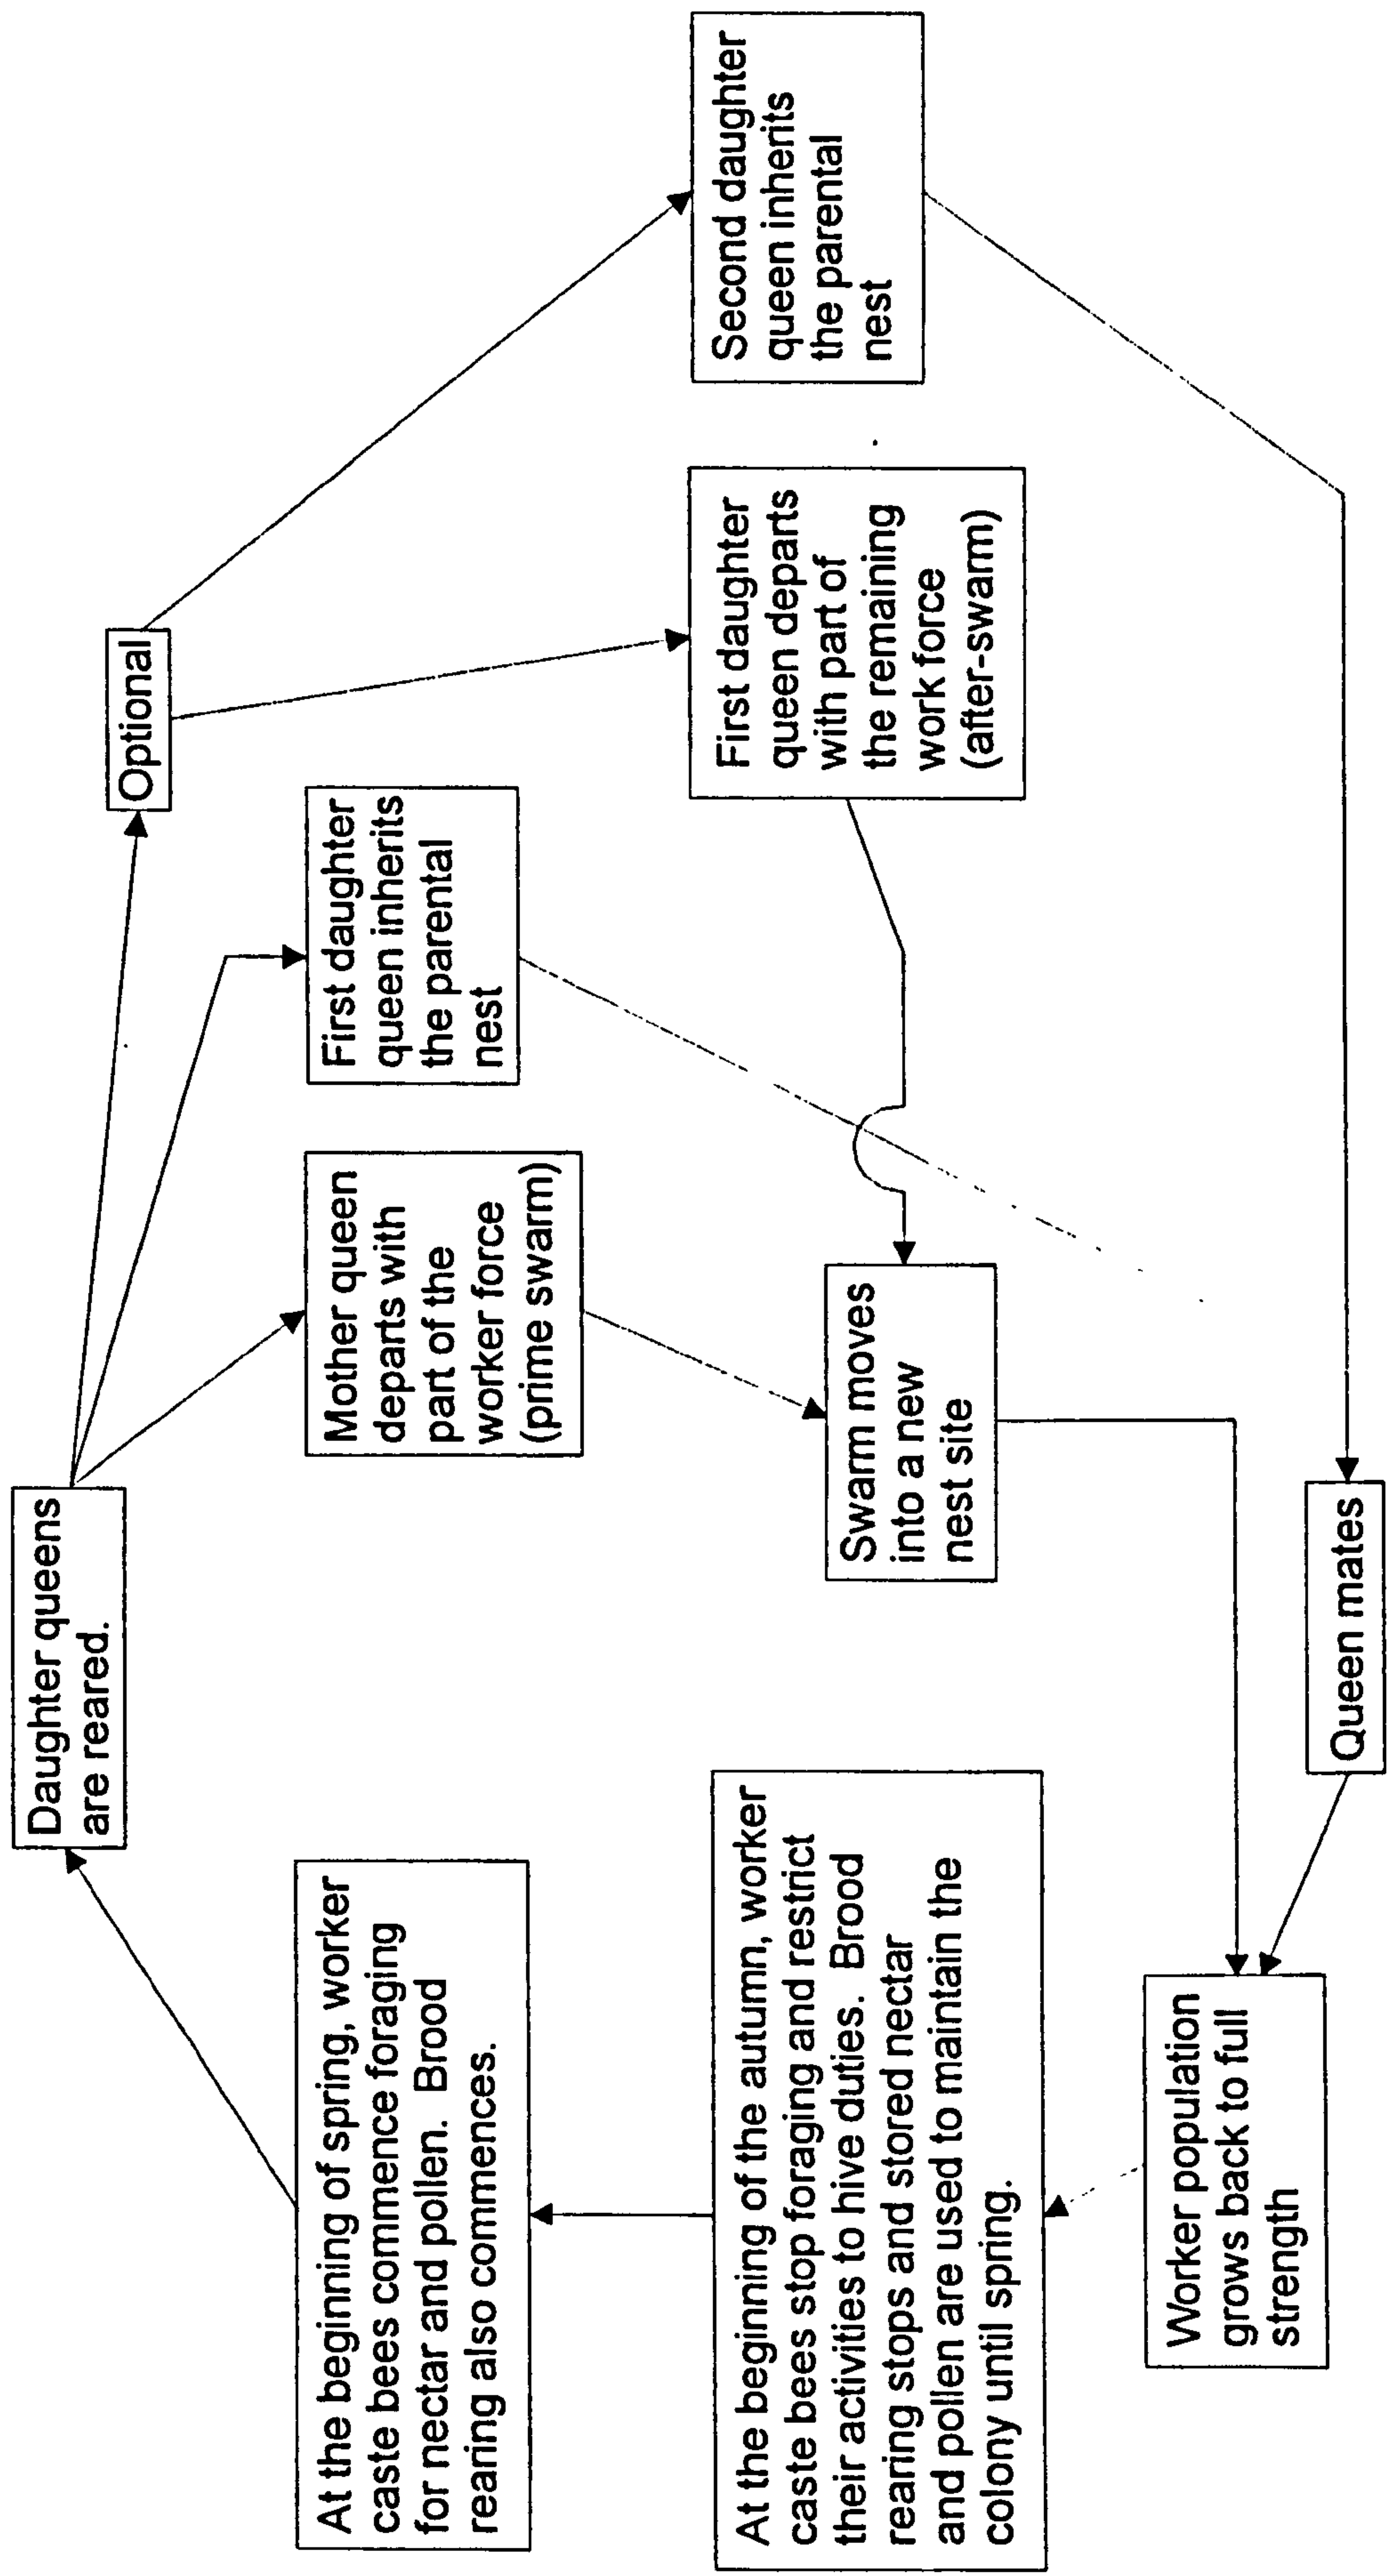 Daughter queens
are reared.
Optional
At the beginning of spring, worker
caste bees commence foraging
for nectar and pollen.  Brood
rearing also commences.
Mother queen
departs with
part of the
worker force
(prime swarm)
First daughter
queen inherits
the parental
nest
At the beginning of the autumn, worker
caste bees stop foraging and restrict
their activities to hive duties.  Brood
rearing stops and stored nectar
and pollen are used to maintain the
colony until spring.
Swarm moves
into a new
nest site
First daughter
queen departs
with part of
the remaining
work force
(after-swarm)
Second daughter
queen inherits
the parental
nest
Worker population
grows back to full
strength
Queen mates